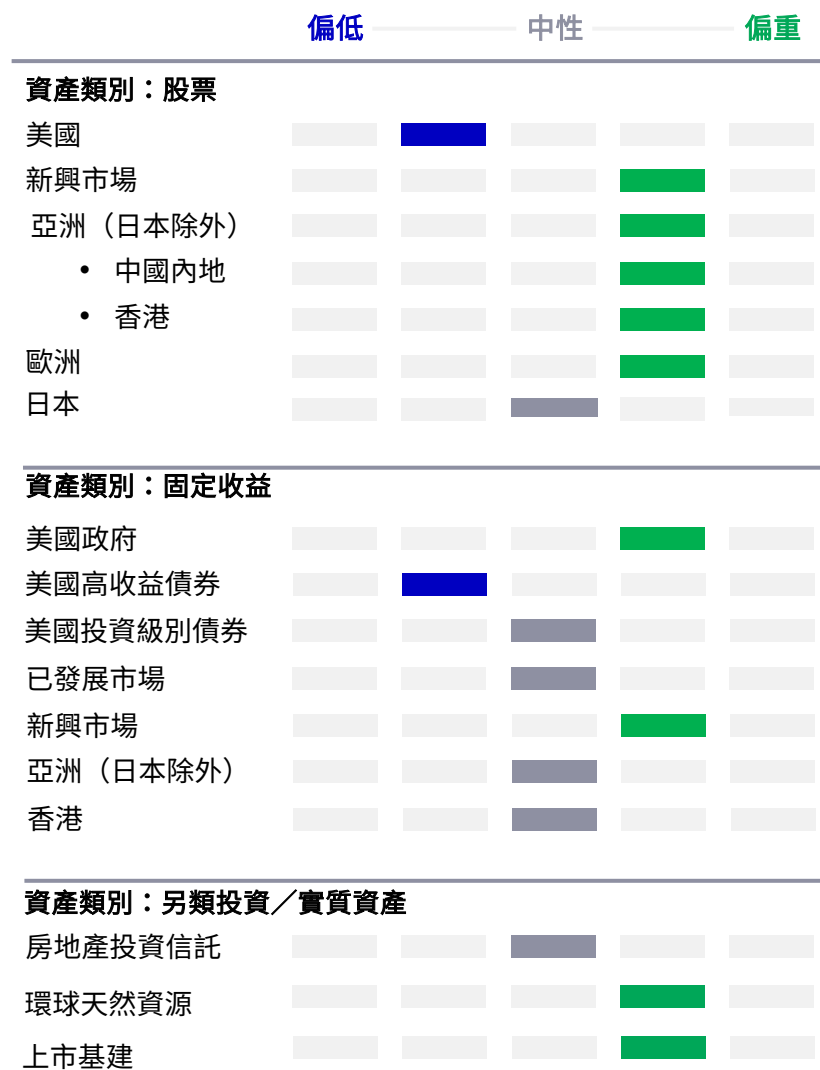 偏低 中性 偏重
資產類別：股票
美國
新興市場
亞洲（日本除外）
• 中國內地
• 香港
歐洲
日本
資產類別：固定收益
美國政府
美國高收益債券
美國投資級別債券
已發展市場
新興市場
亞洲（日本除外）
香港
資產類別：另類投資／實質資產
房地產投資信託
環球天然資源
上市基建